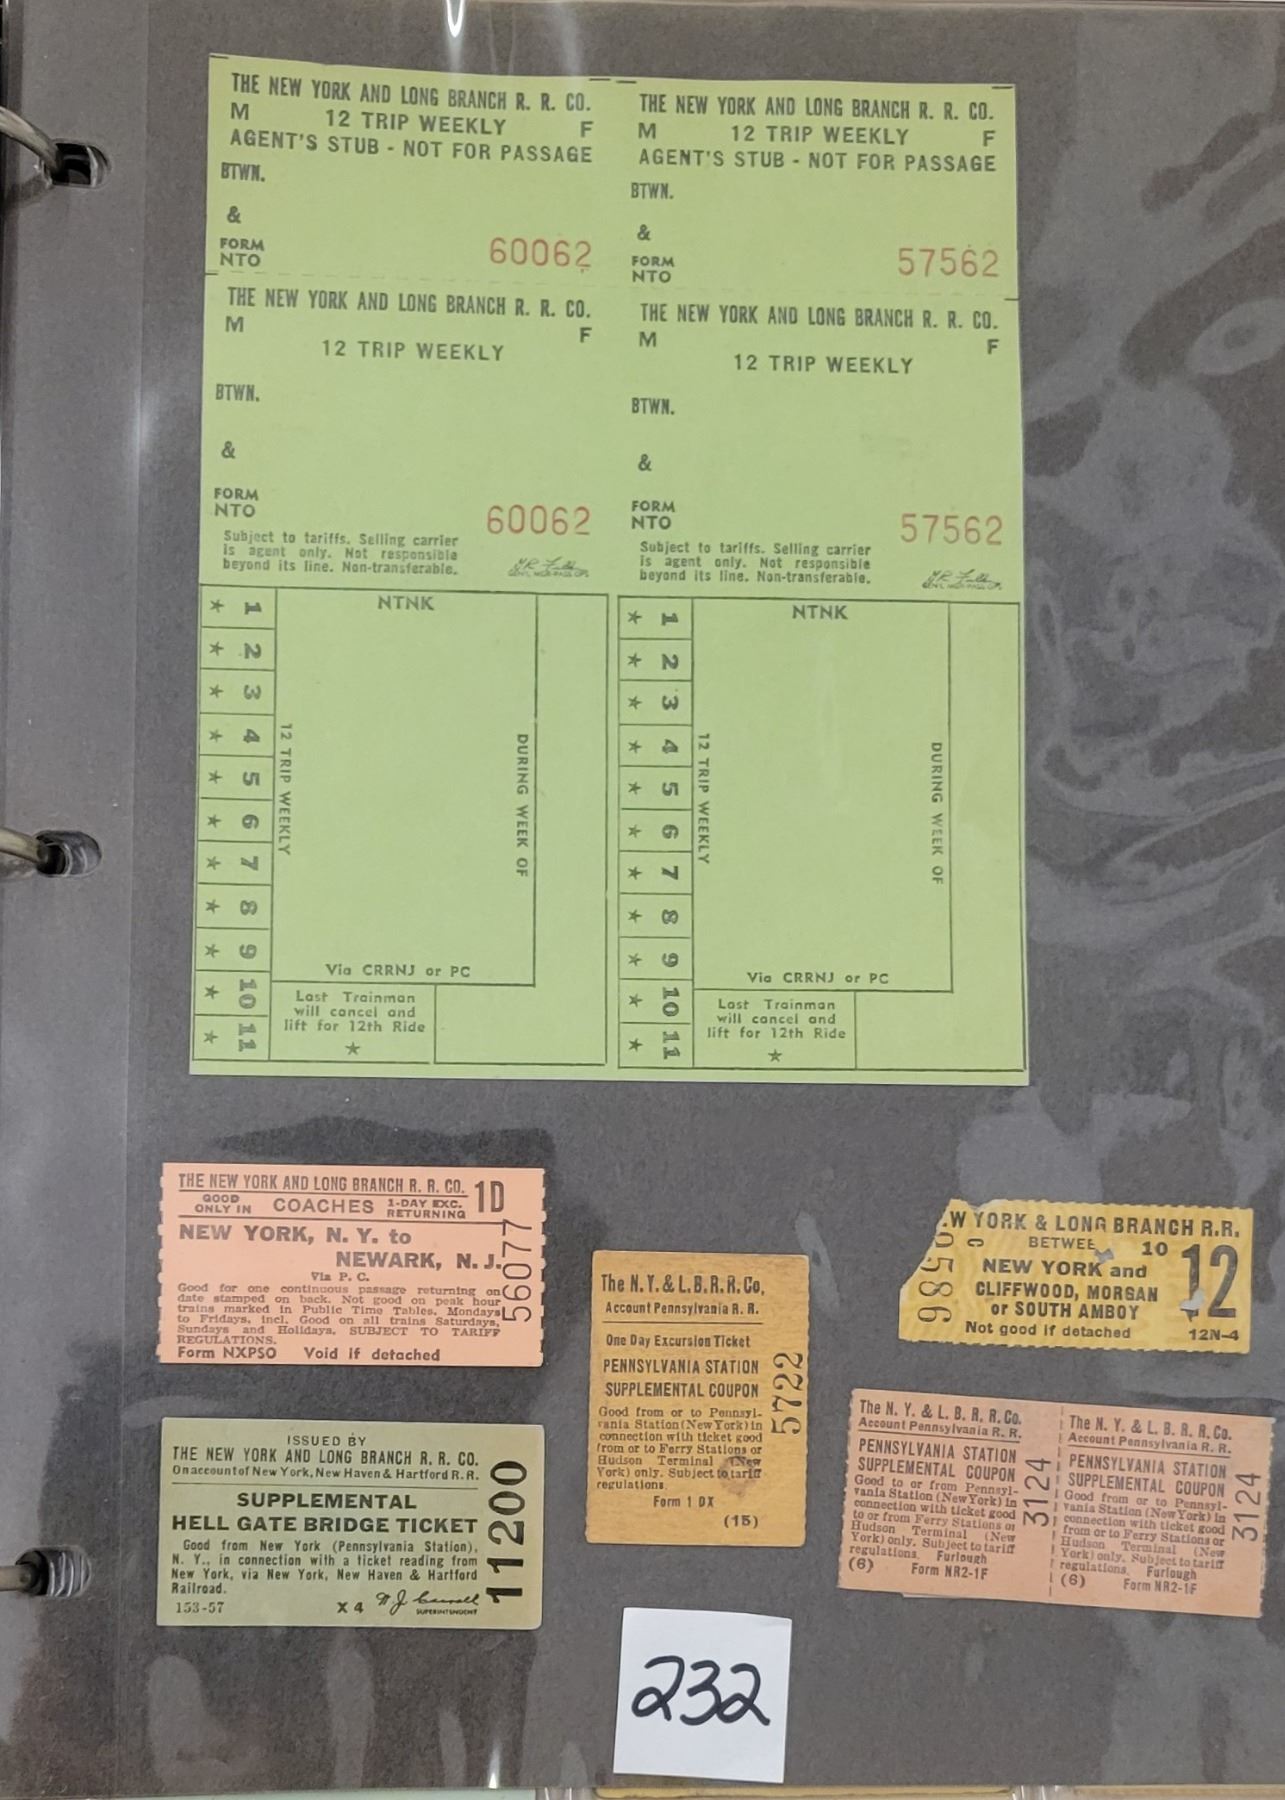 THE NEW YORK AND LONG BRANCH R. R. CO.
M 12 TRIP WEEKLY F
AGENT'S STUB - NOT FOR PASSAGE
BTWN.
&
FORM
NTO 60062
THE NEW YORK AND LONG BRANCH R. R. CO.
M F
12 TRIP WEEKLY
BTWN.
&
FORM
NTO 60062
Subject to tariffs. Selling carrier
is agent only. Not responsible
beyond its line. Non-transferable.
NTNK
★ 1
★ 2
★ 3
★ 4
★ 5
★ 6
★ 7
★ 8
★ 9
★ 10
★ 11
12 TRIP WEEKLY
DURING WEEK OF
Via CRRNJ or PC
Last Trainman
will cancel and
lift for 12th Ride
★
THE NEW YORK AND LONG BRANCH R. R. CO.
M 12 TRIP WEEKLY F
AGENT'S STUB - NOT FOR PASSAGE
BTWN.
&
FORM
NTO 57562
THE NEW YORK AND LONG BRANCH R. R. CO.
M F
12 TRIP WEEKLY
BTWN.
&
FORM
NTO 57562
Subject to tariffs. Selling carrier
is agent only. Not responsible
beyond its line. Non-transferable.
NTNK
★ 1
★ 2
★ 3
★ 4
★ 5
★ 6
★ 7
★ 8
★ 9
★ 10
★ 11
12 TRIP WEEKLY
DURING WEEK OF
Via CRRNJ or PC
Last Trainman
will cancel and
lift for 12th Ride
★
THE NEW YORK AND LONG BRANCH R. R. CO.
GOOD
ONLY IN COACHES 1-DAY EXC.
RETURNING 1D
NEW YORK, N. Y. to
NEWARK, N. J.
Via P. C.
Good for one continuous passage returning on
date stamped on back. Not good on peak hour
trains marked in Public Time Tables, Mondays
to Fridays, incl. Good on all trains Saturdays,
Sundays and Holidays. SUBJECT TO TARIFF
REGULATIONS.
Form NXPSO Void if detached
56077
ISSUED BY
THE NEW YORK AND LONG BRANCH R. R. CO.
On account of New York, New Haven & Hartford R. R.
SUPPLEMENTAL
HELL GATE BRIDGE TICKET
Good from New York (Pennsylvania Station),
N. Y., in connection with a ticket reading from
New York, via New York, New Haven & Hartford
Railroad.
153-57 X 4
SUPERINTENDENT
11200
The N. Y. & L. B. R. R. Co,
Account Pennsylvania R. R.
One Day Excursion Ticket
PENNSYLVANIA STATION
SUPPLEMENTAL COUPON
Good from or to Pennsyl-
vania Station (New York) in
connection with ticket good
from or to Ferry Stations or
Hudson Terminal (New
York) only. Subject to tariff
regulations.
Form 1 DX
(15)
5722
.W YORK & LONG BRANCH R.R.
BETWEE 10
NEW YORK and
CLIFFWOOD, MORGAN
or SOUTH AMBOY
Not good if detached 12N-4
12
0586
The N. Y. & L. B. R. R. Co.
Account Pennsylvania R. R.
PENNSYLVANIA STATION
SUPPLEMENTAL COUPON
Good to or from Pennsyl-
vania Station (New York) in
connection with ticket good
to or from Ferry Stations or
Hudson Terminal (New
York) only. Subject to tariff
regulations. Furlough
(6) Form NR2-1F
3124
The N. Y. & L. B. R. R. Co.
Account Pennsylvania R. R.
PENNSYLVANIA STATION
SUPPLEMENTAL COUPON
Good from or to Pennsyl-
vania Station (New York) in
connection with ticket good
from or to Ferry Stations or
Hudson Terminal (New
York) only. Subject to tariff
regulations. Furlough
(6) Form NR2-1F
3124
232